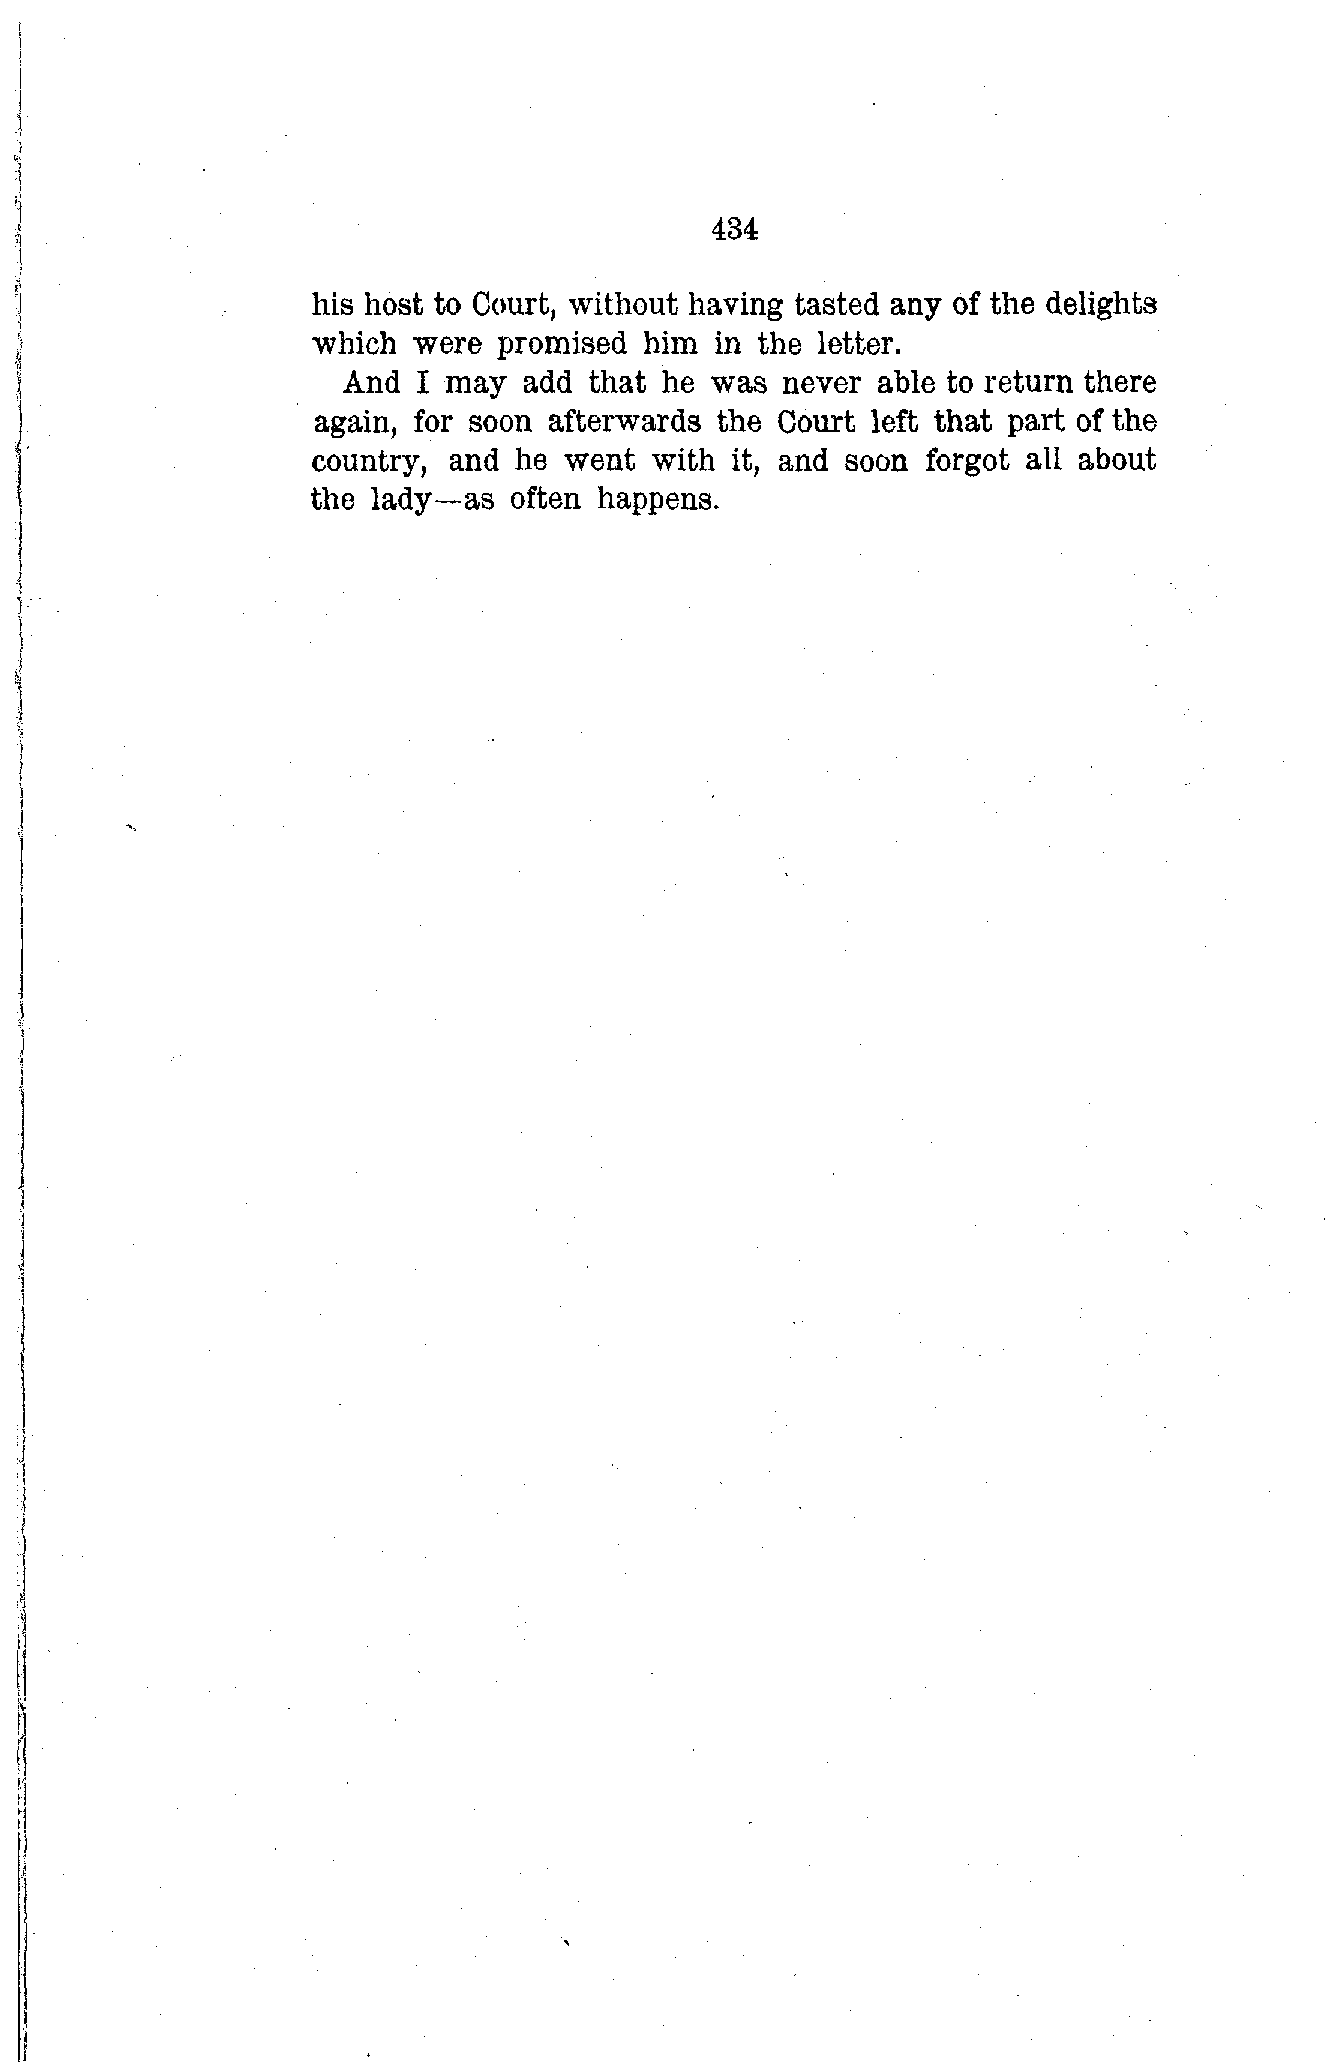 434
his host to Court, without having tasted any of the delights
which were promised him in the letter.
And I may add that he was never able to return there
again, for soon afterwards the Court left that part of the
country, and he went with it, and soon forgot all about
the lady—as often happens.